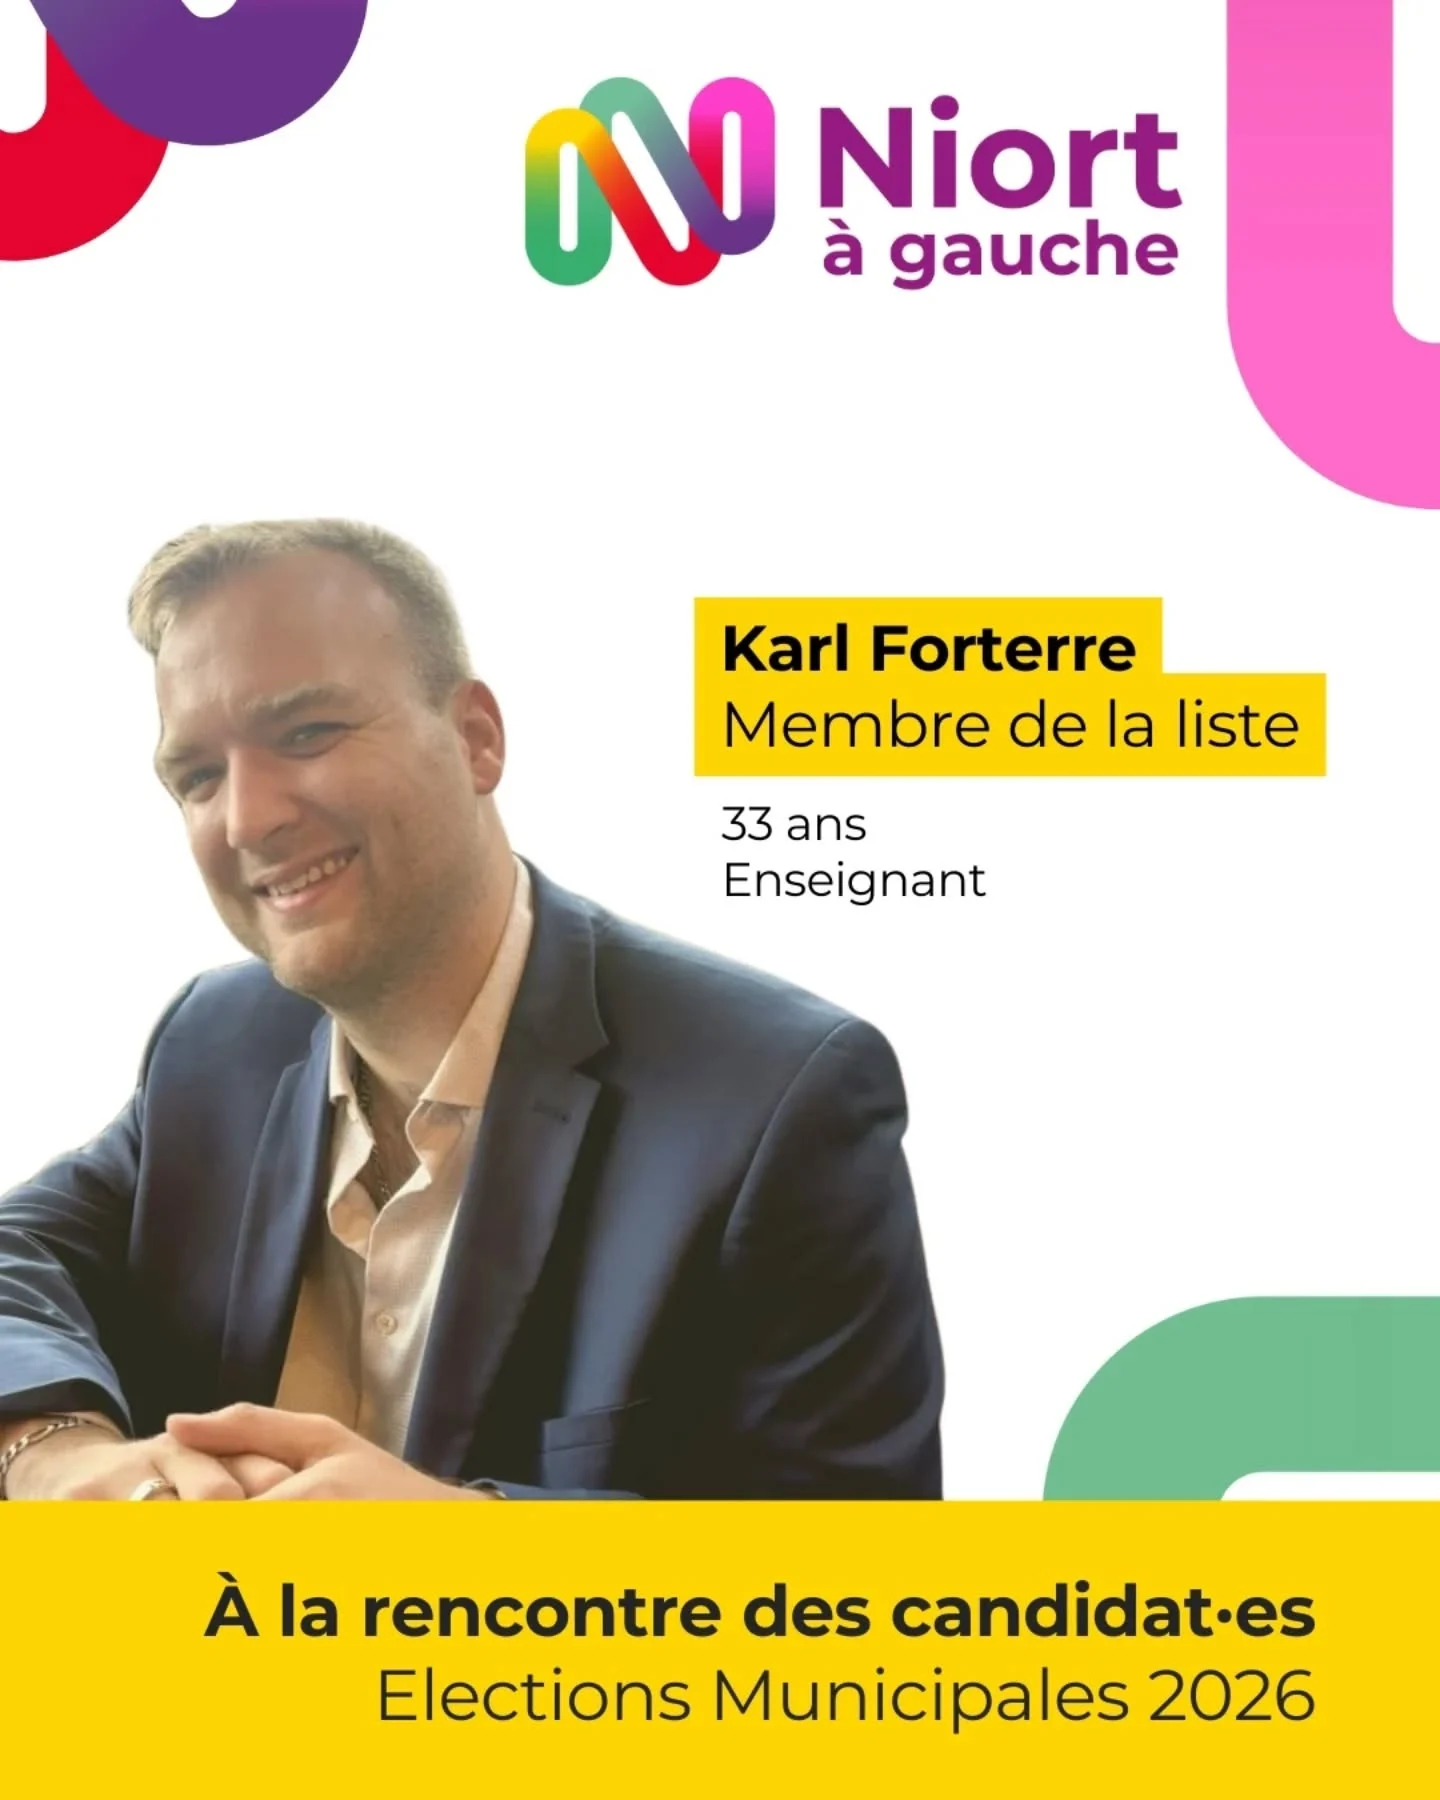 Niort
à gauche
Karl Forterre
Membre de la liste
33 ans
Enseignant
À la rencontre des candidat·es
Elections Municipales 2026